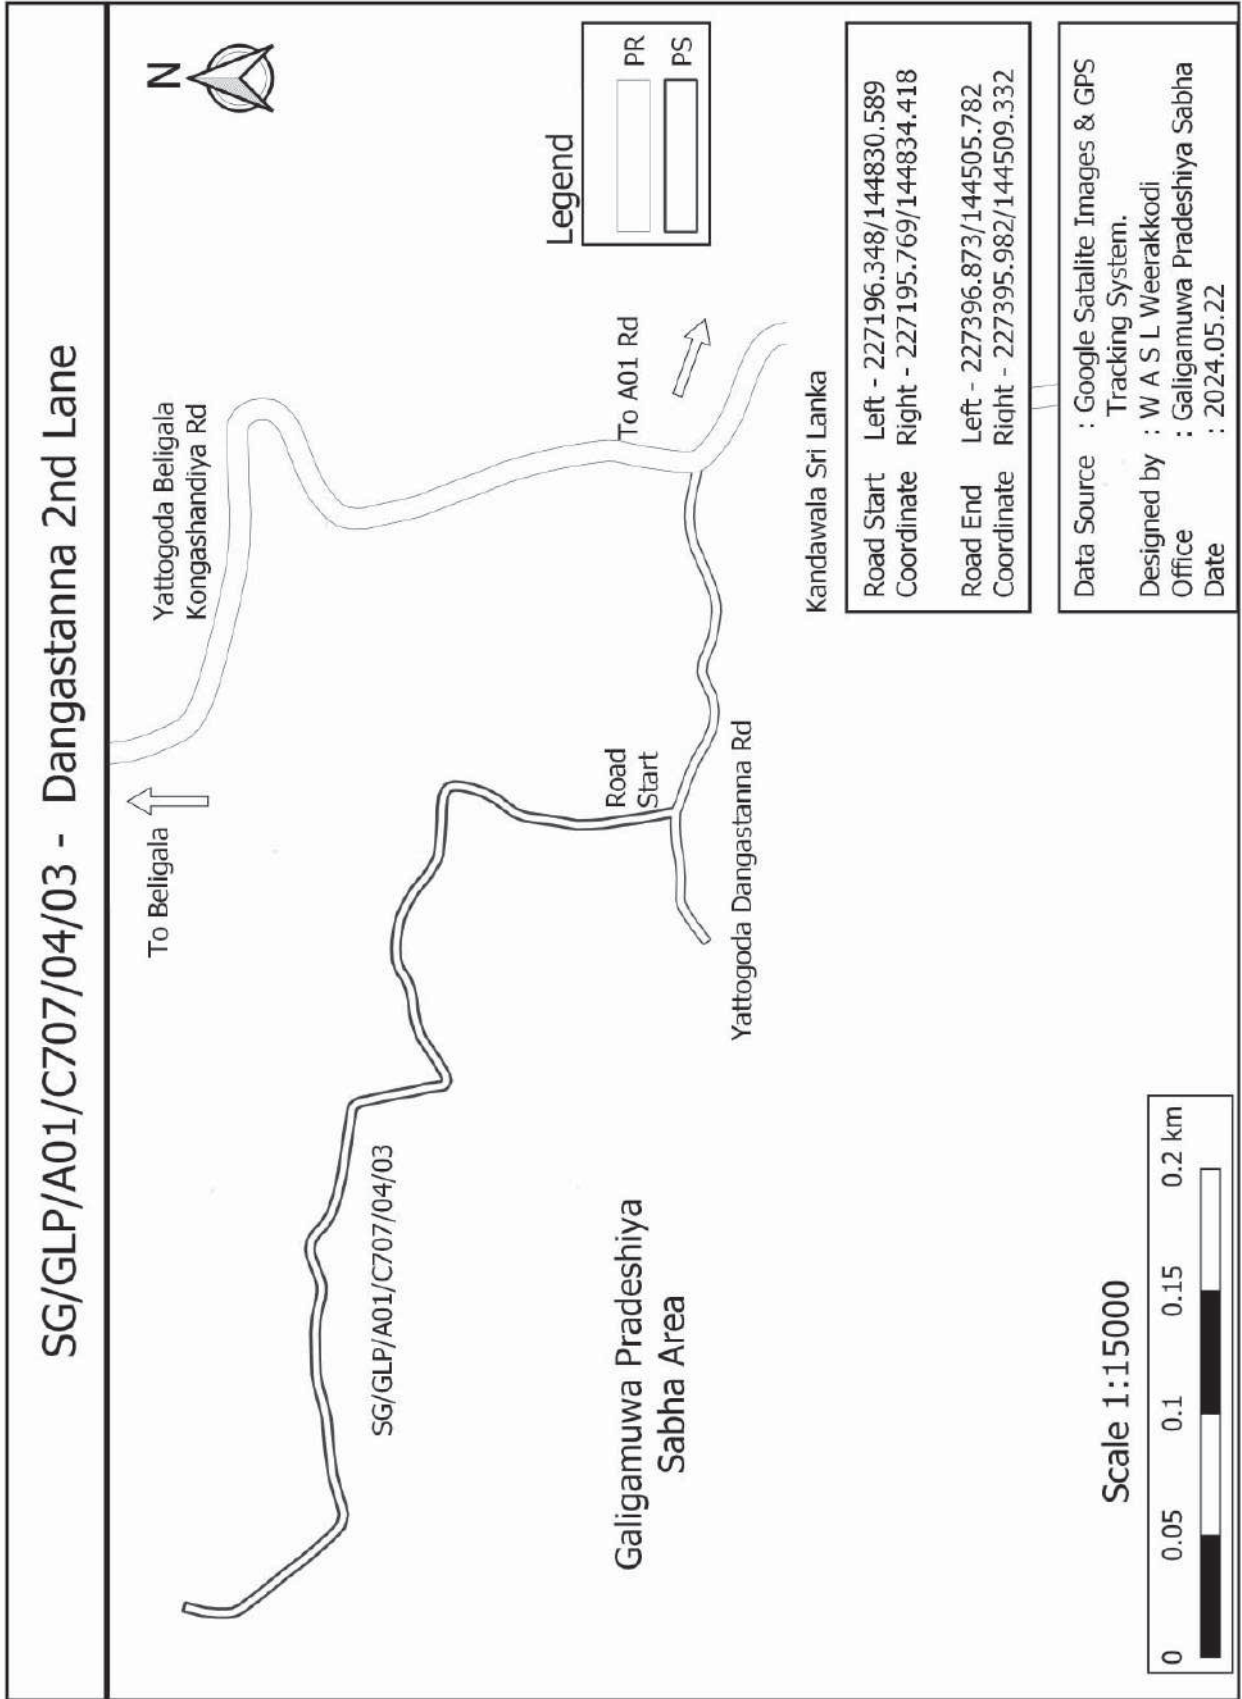 SG/GLP/A01/C707/04/03 - Dangastanna 2nd Lane
N
To Beligala
Yattogoda Beligala
Kongashandiya Rd
Legend
PR
PS
SG/GLP/A01/C707/04/03
Road
Start
To A01 Rd
Yattogoda Dangastanna Rd
Galigamuwa Pradeshiya
Sabha Area
Kandawala Sri Lanka
Road Start Left - 227196.348/144830.589
Coordinate Right - 227195.769/144834.418
Road End Left - 227396.873/144505.782
Coordinate Right - 227395.982/144509.332
Data Source : Google Satalite Images & GPS
Tracking System.
Designed by : W A S L Weerakkodi
Office : Galigamuwa Pradeshiya Sabha
Date : 2024.05.22
Scale 1:15000
0 0.05 0.1 0.15 0.2 km